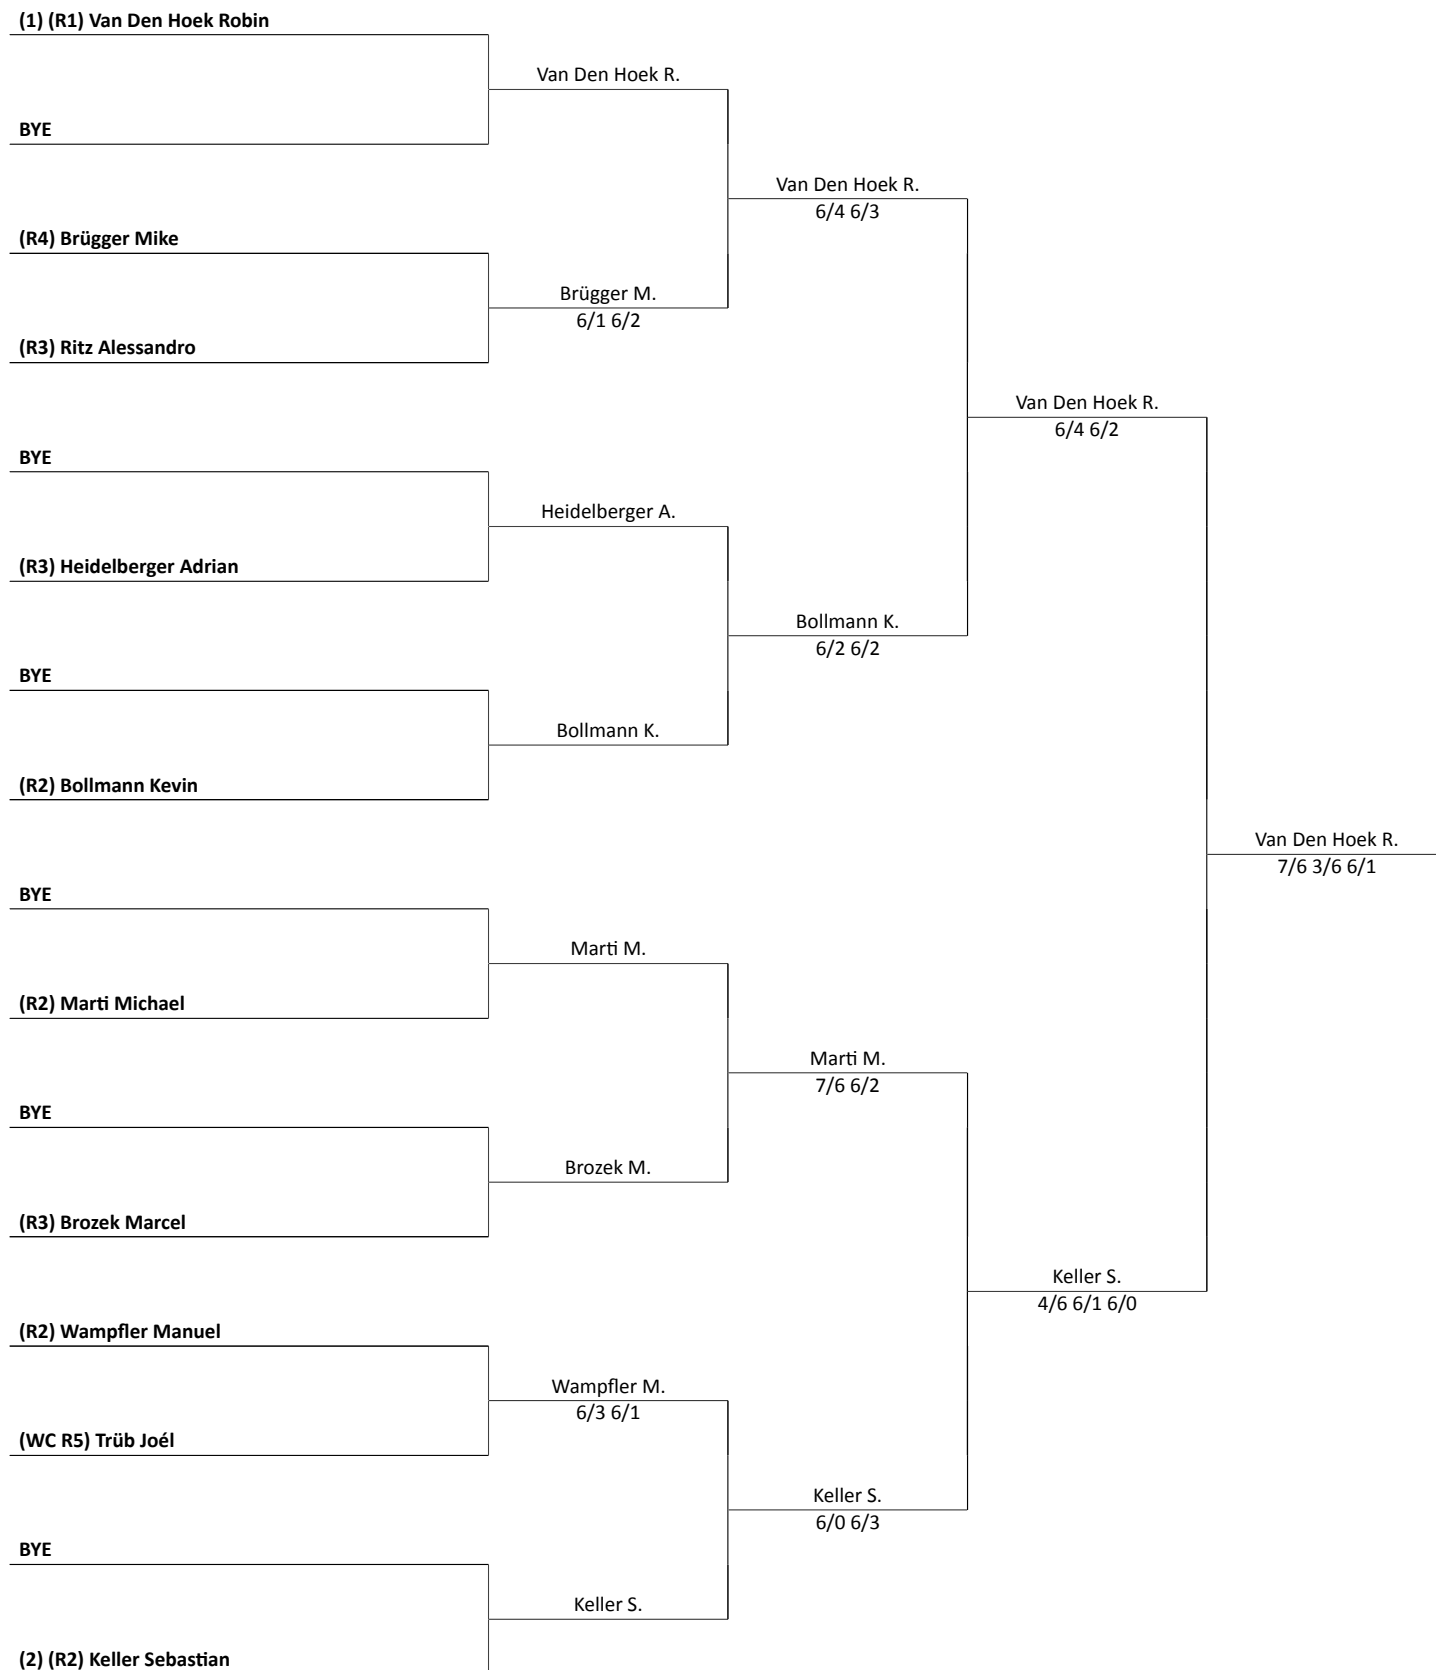 (1) (R1) Van Den Hoek Robin
Van Den Hoek R.
BYE
Van Den Hoek R.
6/4 6/3
(R4) Brügger Mike
Brügger M.
6/1 6/2
(R3) Ritz Alessandro
Van Den Hoek R.
6/4 6/2
BYE
Heidelberger A.
(R3) Heidelberger Adrian
Bollmann K.
6/2 6/2
BYE
Bollmann K.
(R2) Bollmann Kevin
Van Den Hoek R.
7/6 3/6 6/1
BYE
Marti M.
(R2) Marti Michael
Marti M.
7/6 6/2
BYE
Brozek M.
(R3) Brozek Marcel
Keller S.
4/6 6/1 6/0
(R2) Wampfler Manuel
Wampfler M.
6/3 6/1
(WC R5) Trüb Joél
Keller S.
6/0 6/3
BYE
Keller S.
(2) (R2) Keller Sebastian